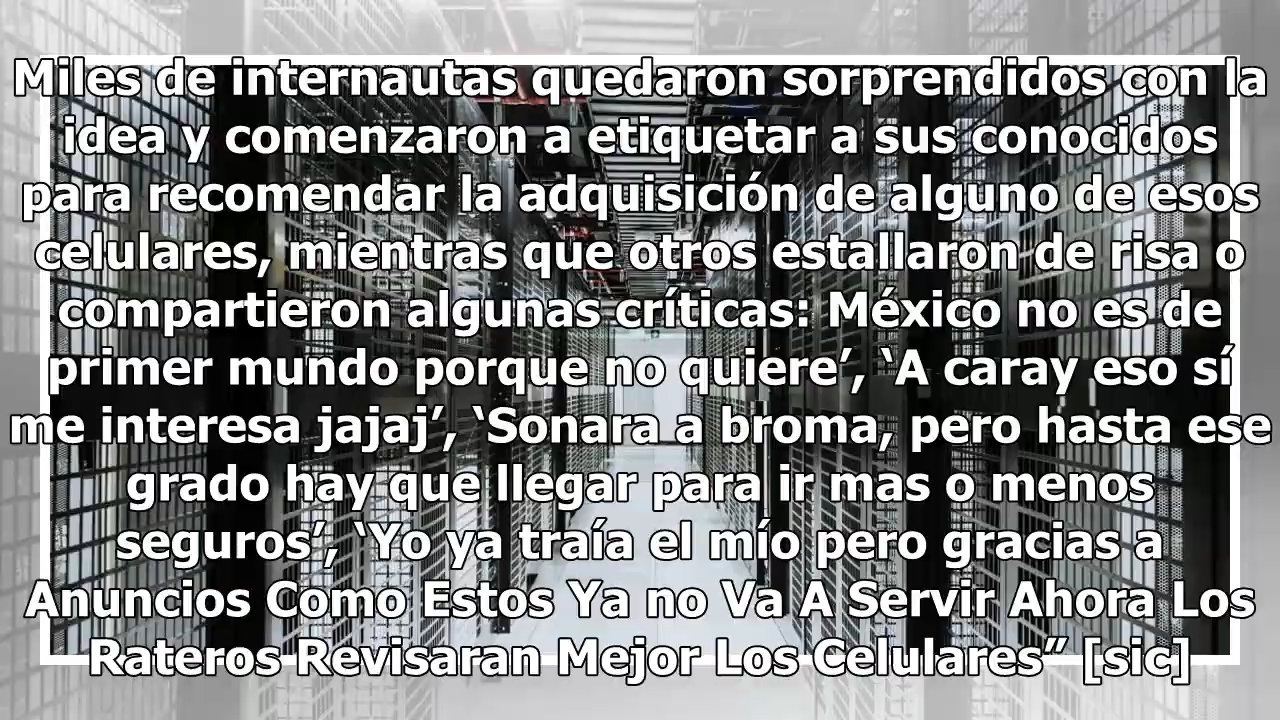 Miles de internautas quedaron sorprendidos con la
idea y comenzaron a etiquetar a sus conocidos
para recomendar la adquisición de alguno de esos
celulares, mientras que otros estallaron de risa o
compartieron algunas críticas: México no es de
primer mundo porque no quiere’, ‘A caray eso sí
me interesa jajaj’, ‘Sonara a broma, pero hasta ese
grado hay que llegar para ir mas o menos
seguros’, ‘Yo ya traía el mío pero gracias a
Anuncios Como Estos Ya no Va A Servir Ahora Los
Rateros Revisaran Mejor Los Celulares” [sic]